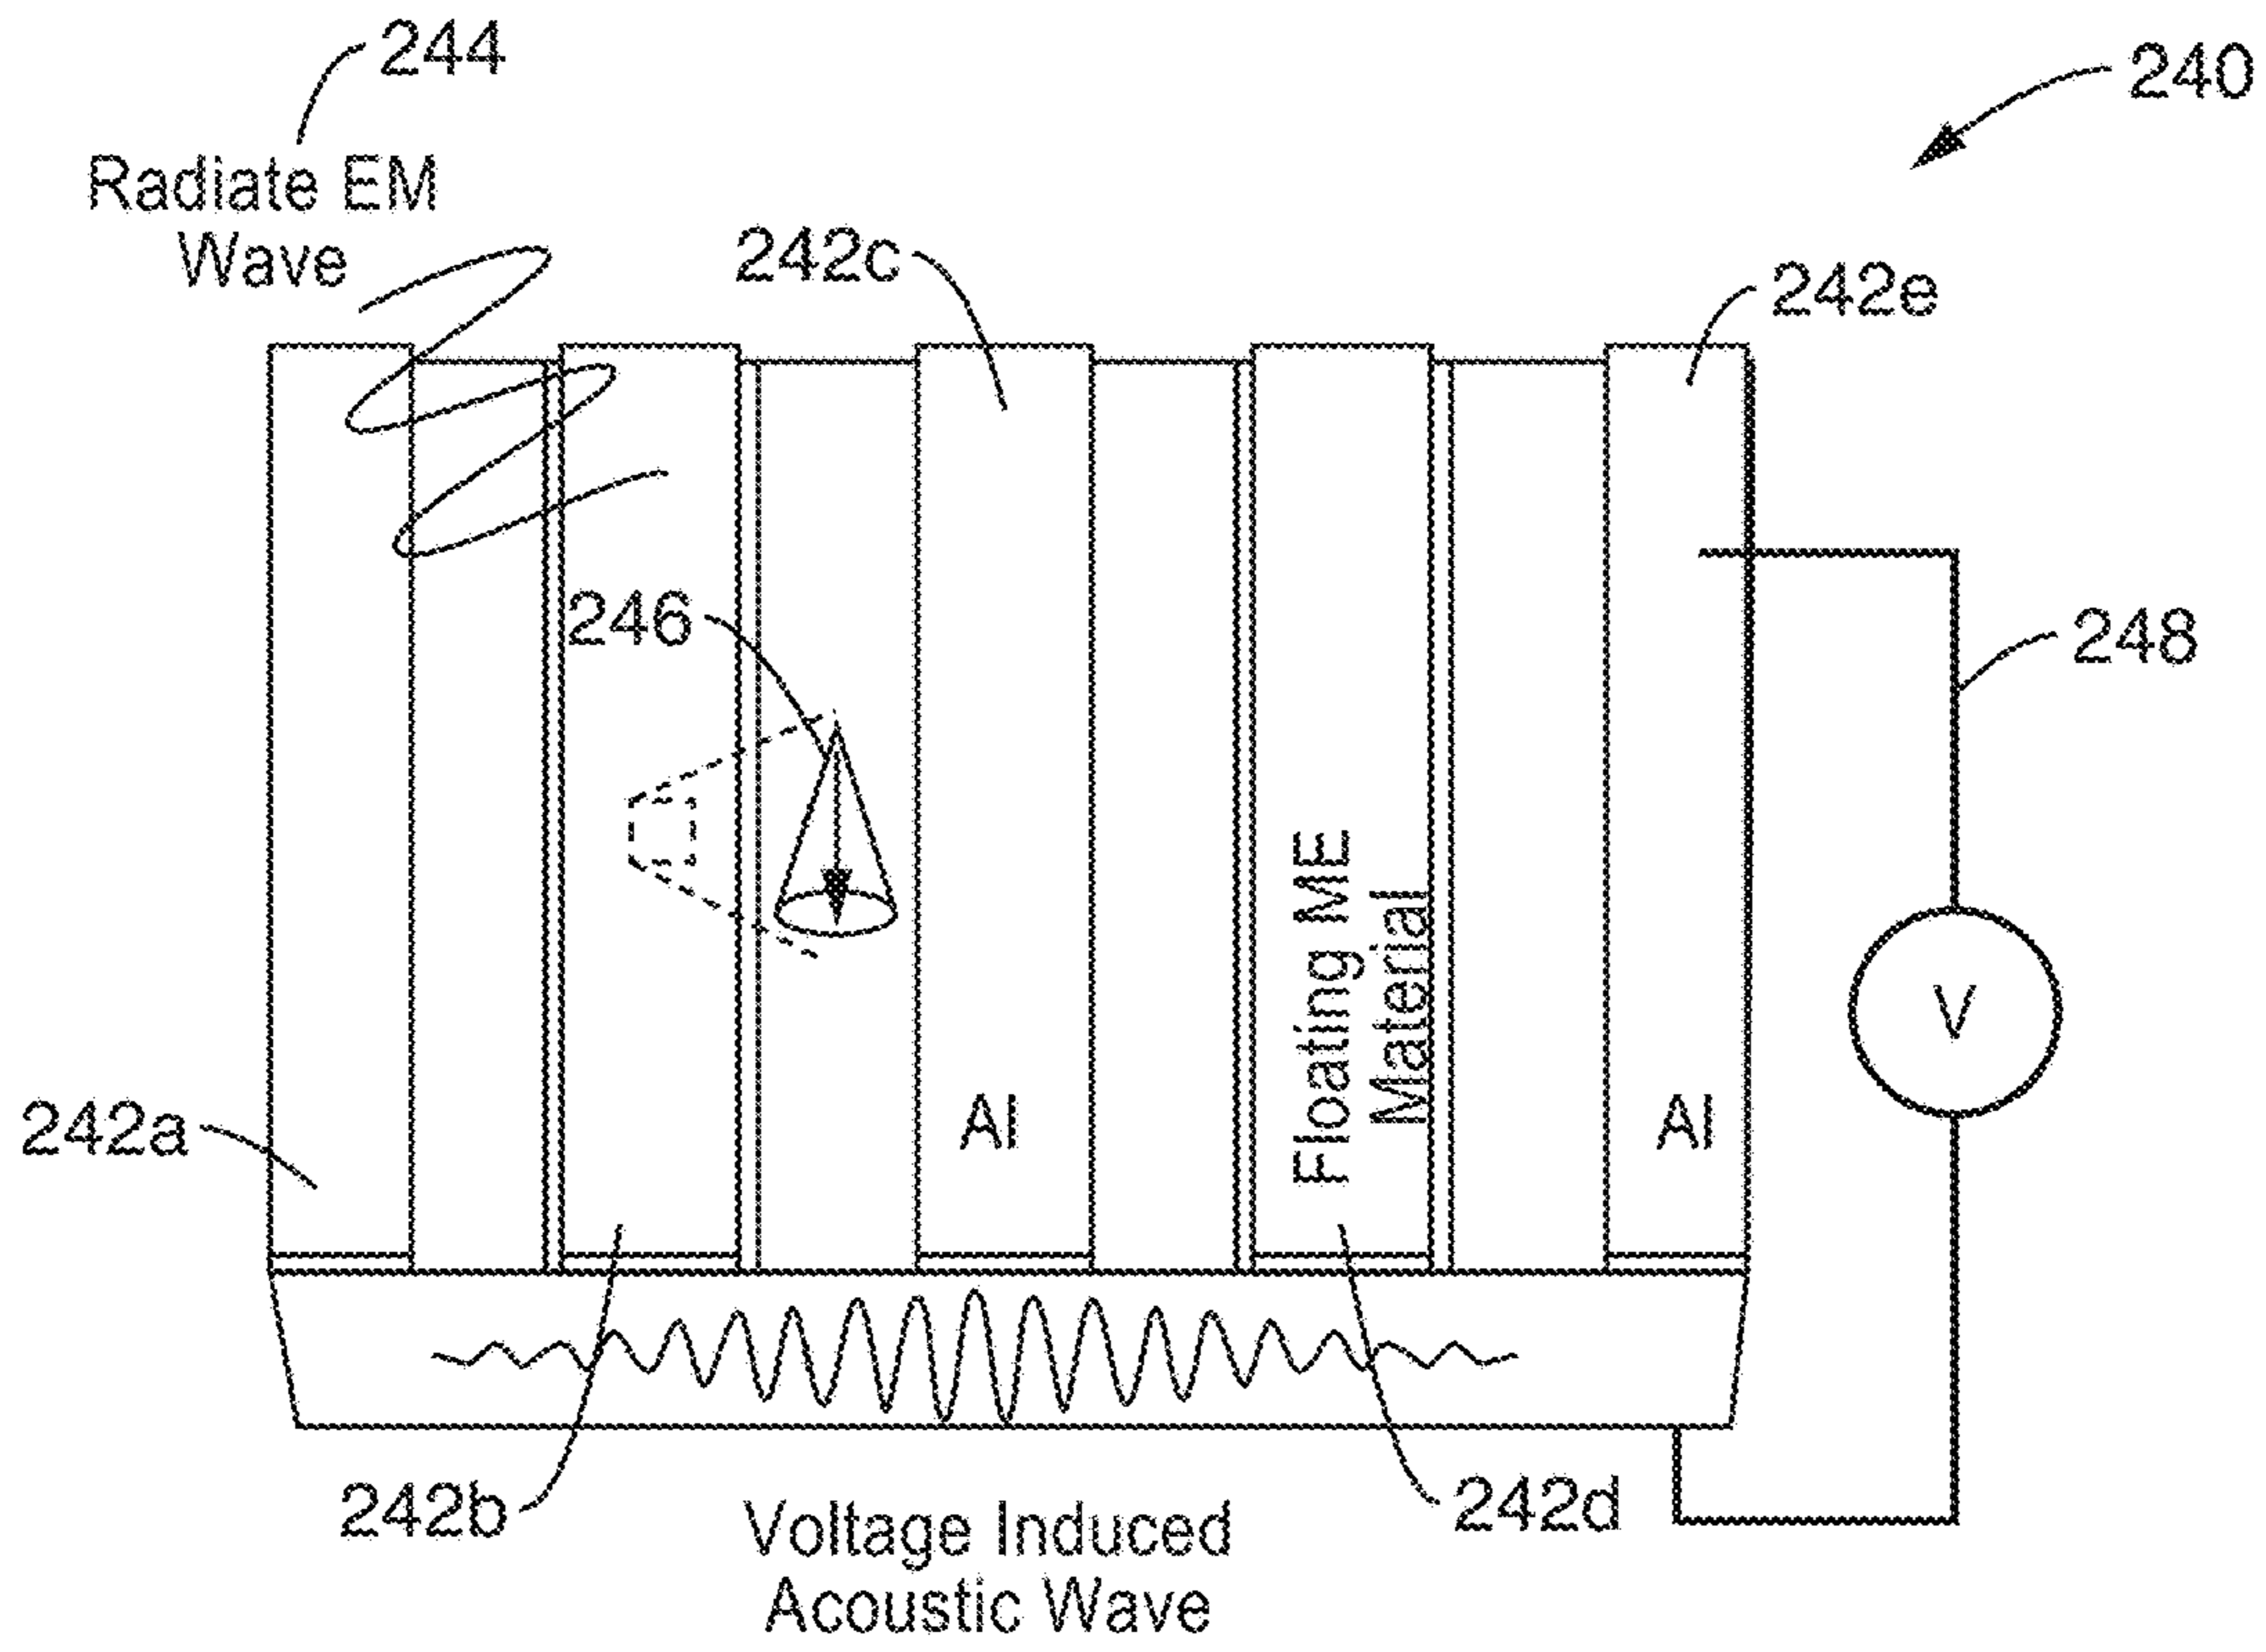 244
240
Radiate EM
Wave
242c
242e
246
248
Floating ME
Material
V
Al
Al
242a
242b
242d
Voltage Induced
Acoustic Wave